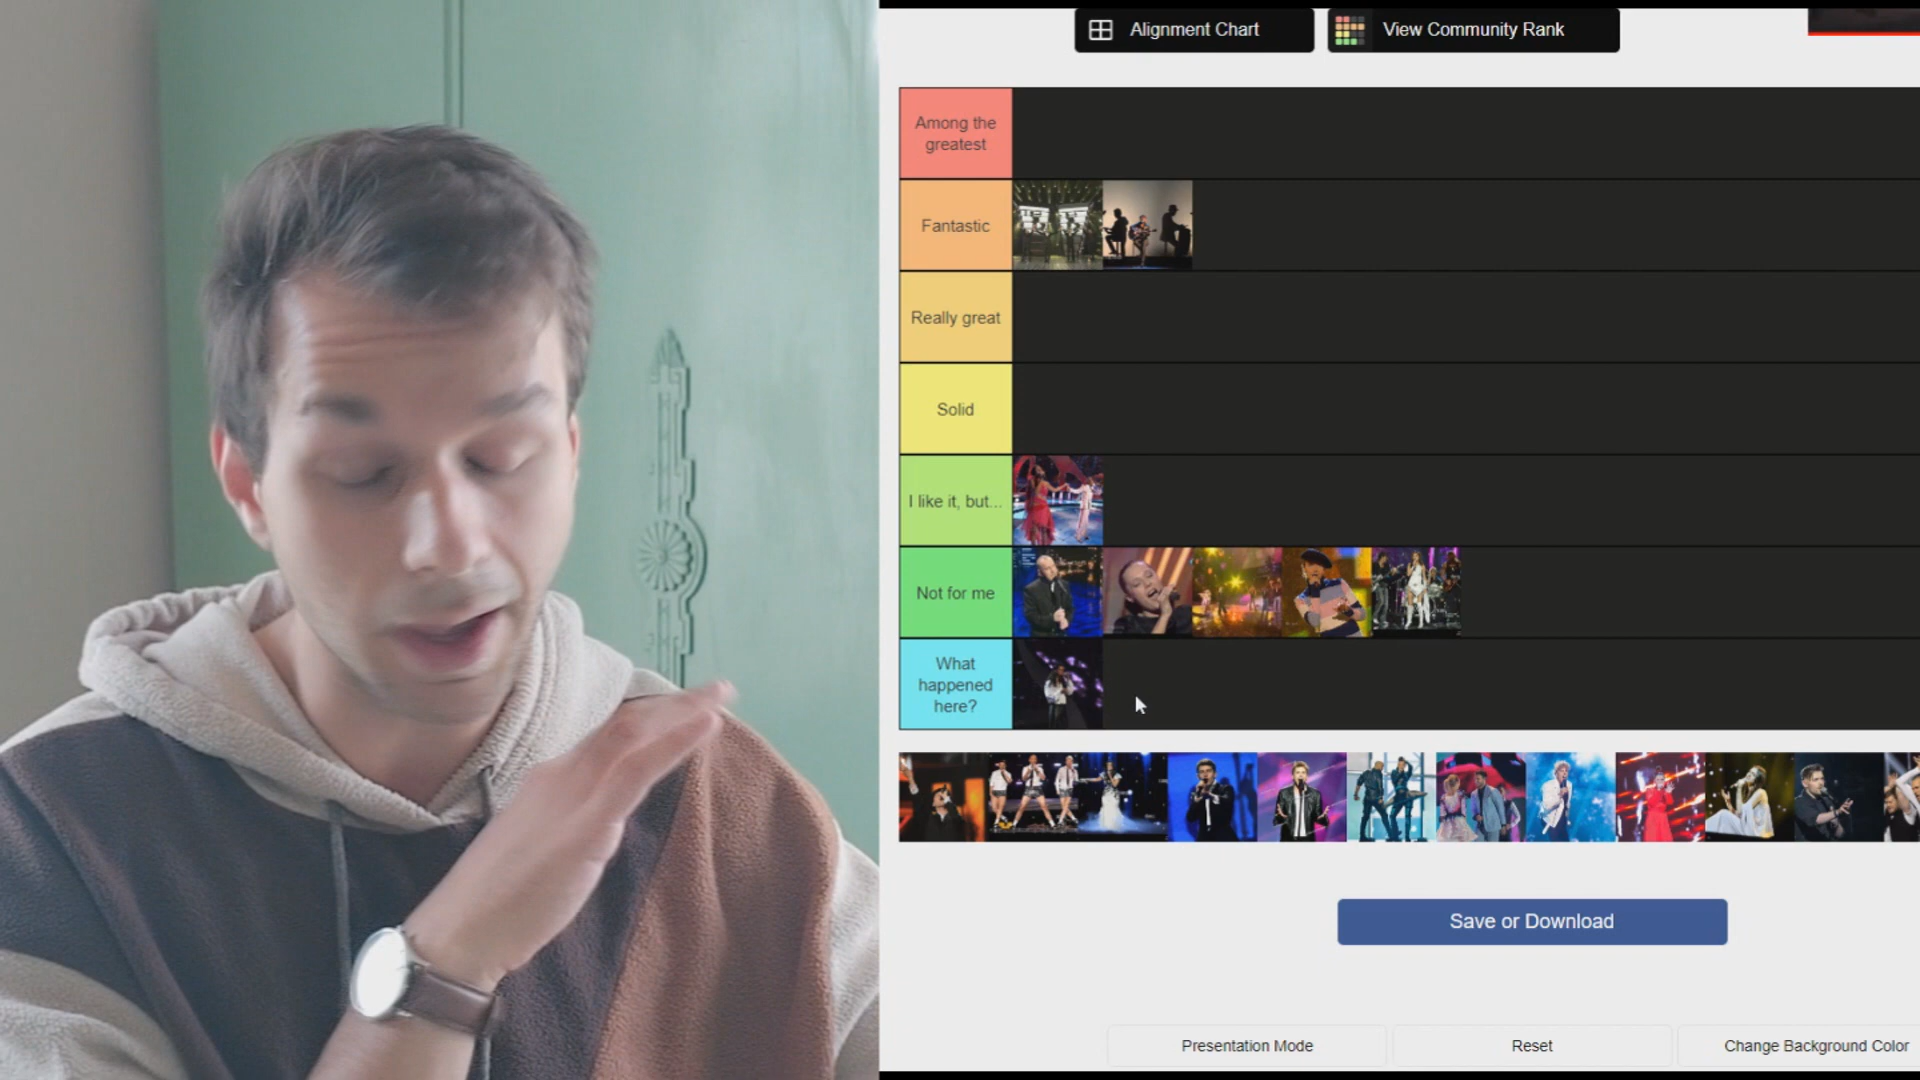 Alignment Chart
View Community Rank
Among the
greatest
Fantastic
Really great
Solid
I like it, but...
Not for me
What
happened
here?
Save or Download
Presentation Mode
Reset
Change Background Color